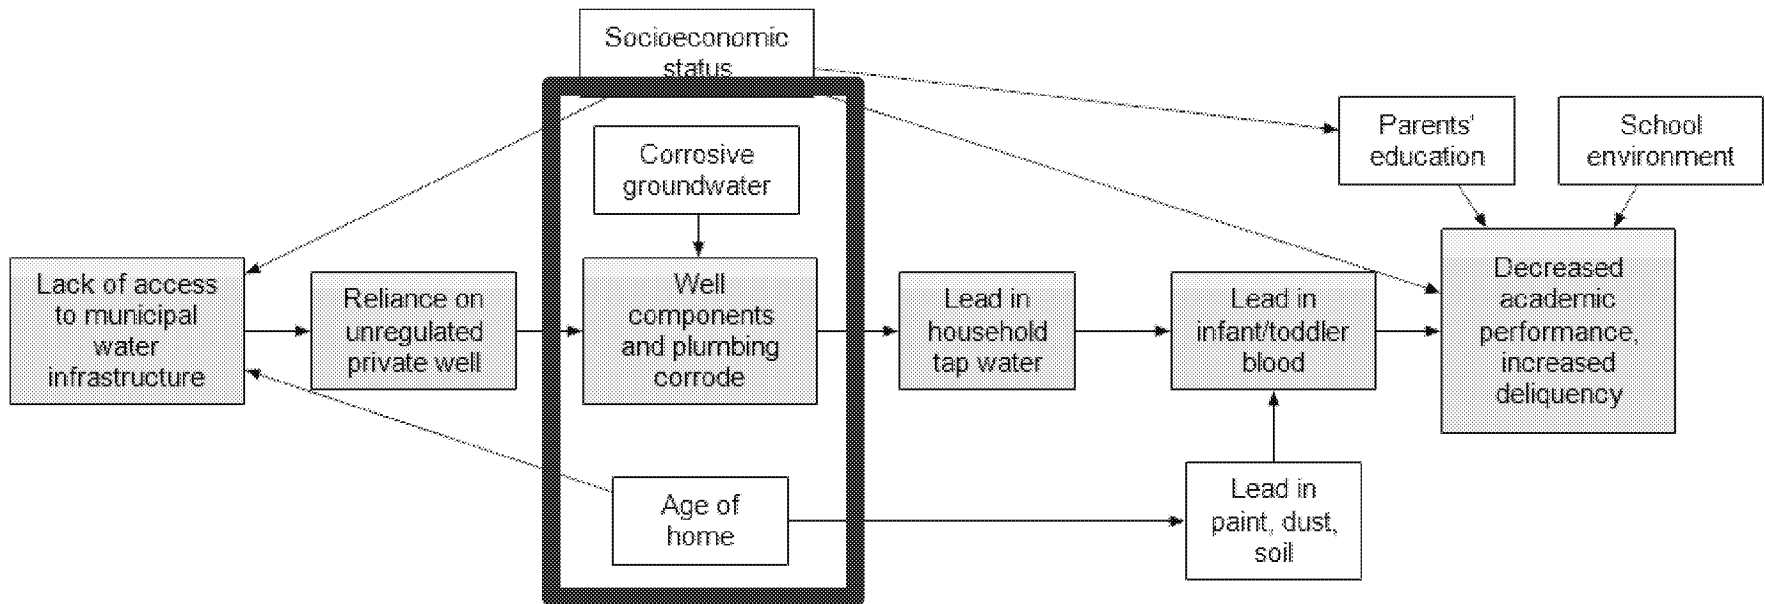 Socioeconomic
status
Corrosive
groundwater
Parents'
education
School
environment
Lack of access
to municipal
water
infrastructure
Reliance on
unregulated
private well
Well
components
and plumbing
corrode
Lead in
household
tap water
Lead in
infant/toddler
blood
Decreased
academic
performance,
increased
deliquency
Age of
home
Lead in
paint, dust,
soil